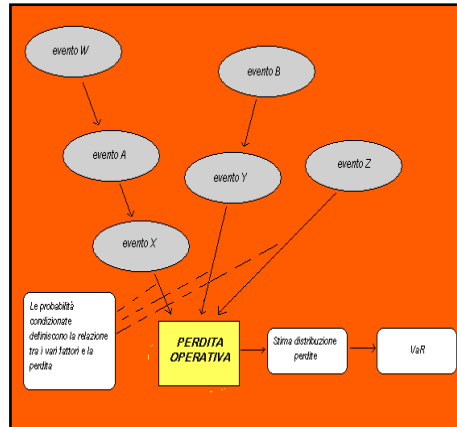 evento W
evento B
evento A
evento Z
evento Y
evento X
Le probabilità
condizionate
definiscono la relazione
tra i vari fattori e la
perdita
PERDITA
OPERATIVA
Stima distribuzione
perdite
VaR